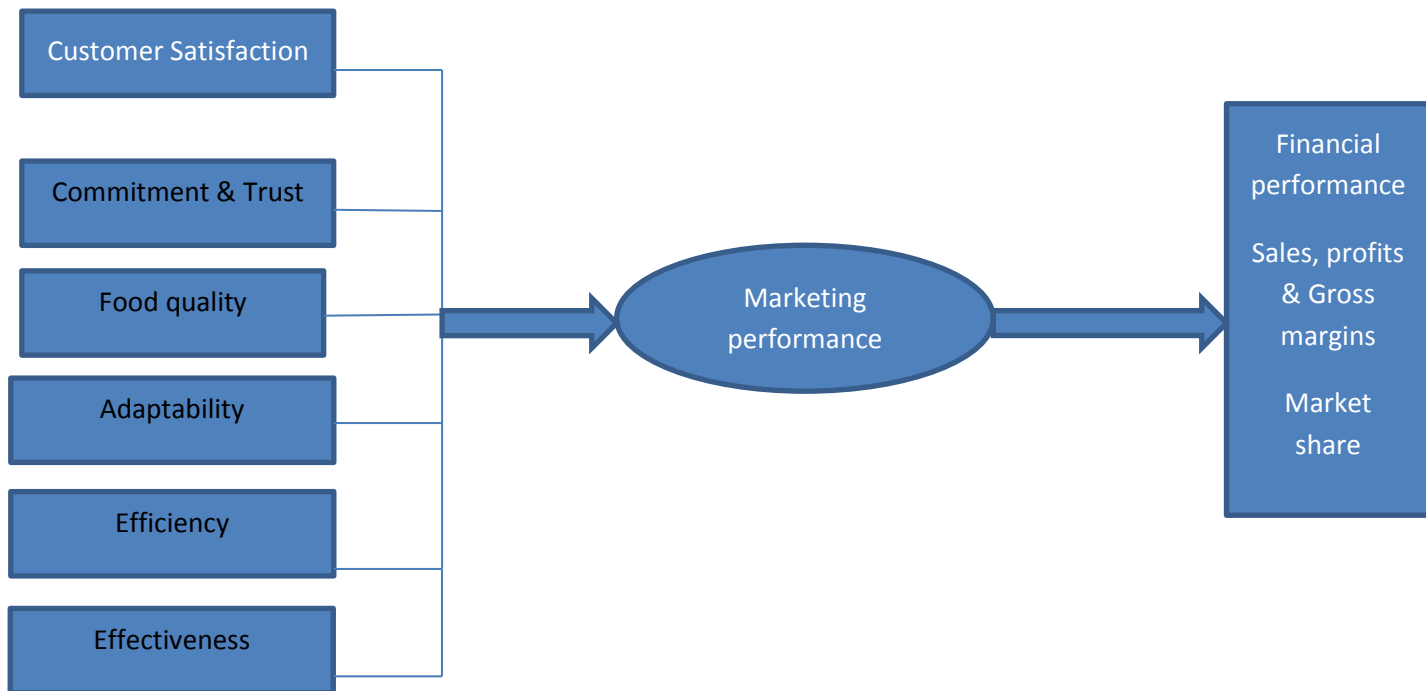 Customer Satisfaction
Commitment & Trust
Food quality
Adaptability
Efficiency
Effectiveness
Marketing
performance
Financial
performance
Sales, profits
& Gross
margins
Market
share